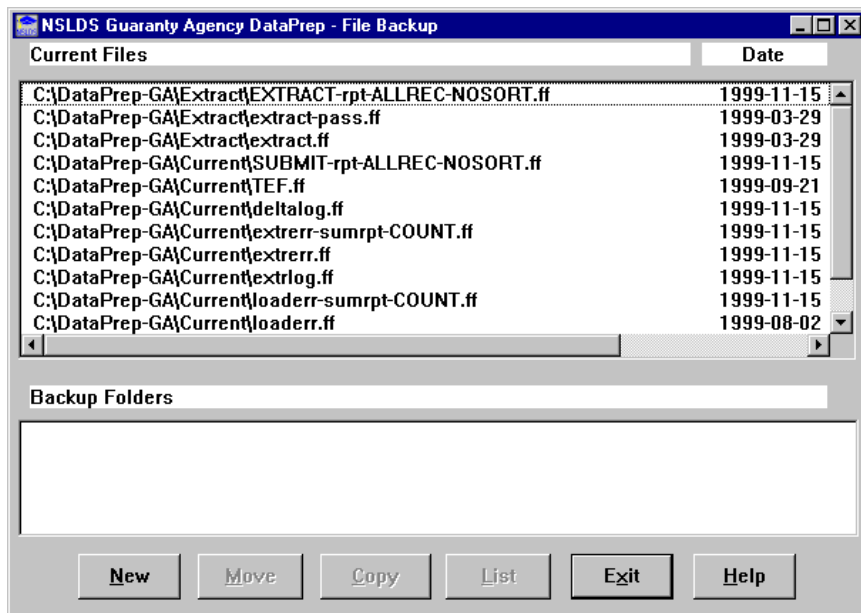 NSLDS Guaranty Agency DataPrep - File Backup
Current Files Date
C:\DataPrep-GA\Extract\EXTRACT-rpt-ALLREC-NOSORT.ff 1999-11-15
C:\DataPrep-GA\Extract\extract-pass.ff 1999-03-29
C:\DataPrep-GA\Extract\extract.ff 1999-03-29
C:\DataPrep-GA\Current\SUBMIT-rpt-ALLREC-NOSORT.ff 1999-11-15
C:\DataPrep-GA\Current\TEF.ff 1999-09-21
C:\DataPrep-GA\Current\deltalog.ff 1999-11-15
C:\DataPrep-GA\Current\extrerr-sumrpt-COUNT.ff 1999-11-15
C:\DataPrep-GA\Current\extrerr.ff 1999-11-15
C:\DataPrep-GA\Current\extrlog.ff 1999-11-15
C:\DataPrep-GA\Current\loaderr-sumrpt-COUNT.ff 1999-11-15
C:\DataPrep-GA\Current\loaderr.ff 1999-08-02
Backup Folders
New Move Copy List Exit Help